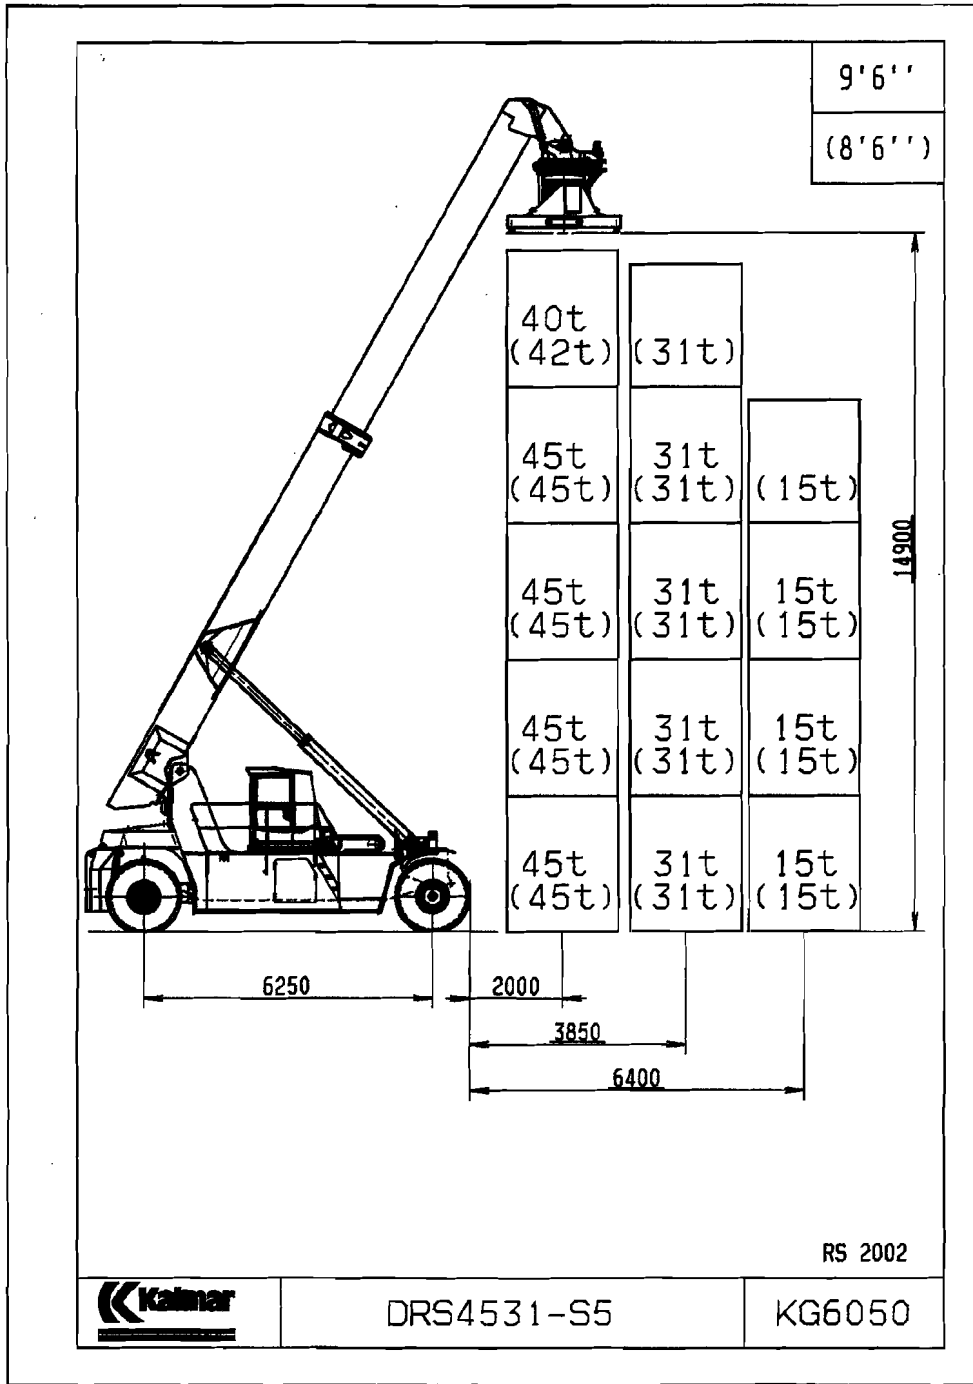 9'6''
(8'6'')
40t
(42t)
(31t)
45t
(45t)
31t
(31t)
(15t)
45t
(45t)
31t
(31t)
15t
(15t)
45t
(45t)
31t
(31t)
15t
(15t)
45t
(45t)
31t
(31t)
15t
(15t)
14900
6250
2000
3850
6400
RS 2002
Kalmar
DRS4531-S5
KG6050